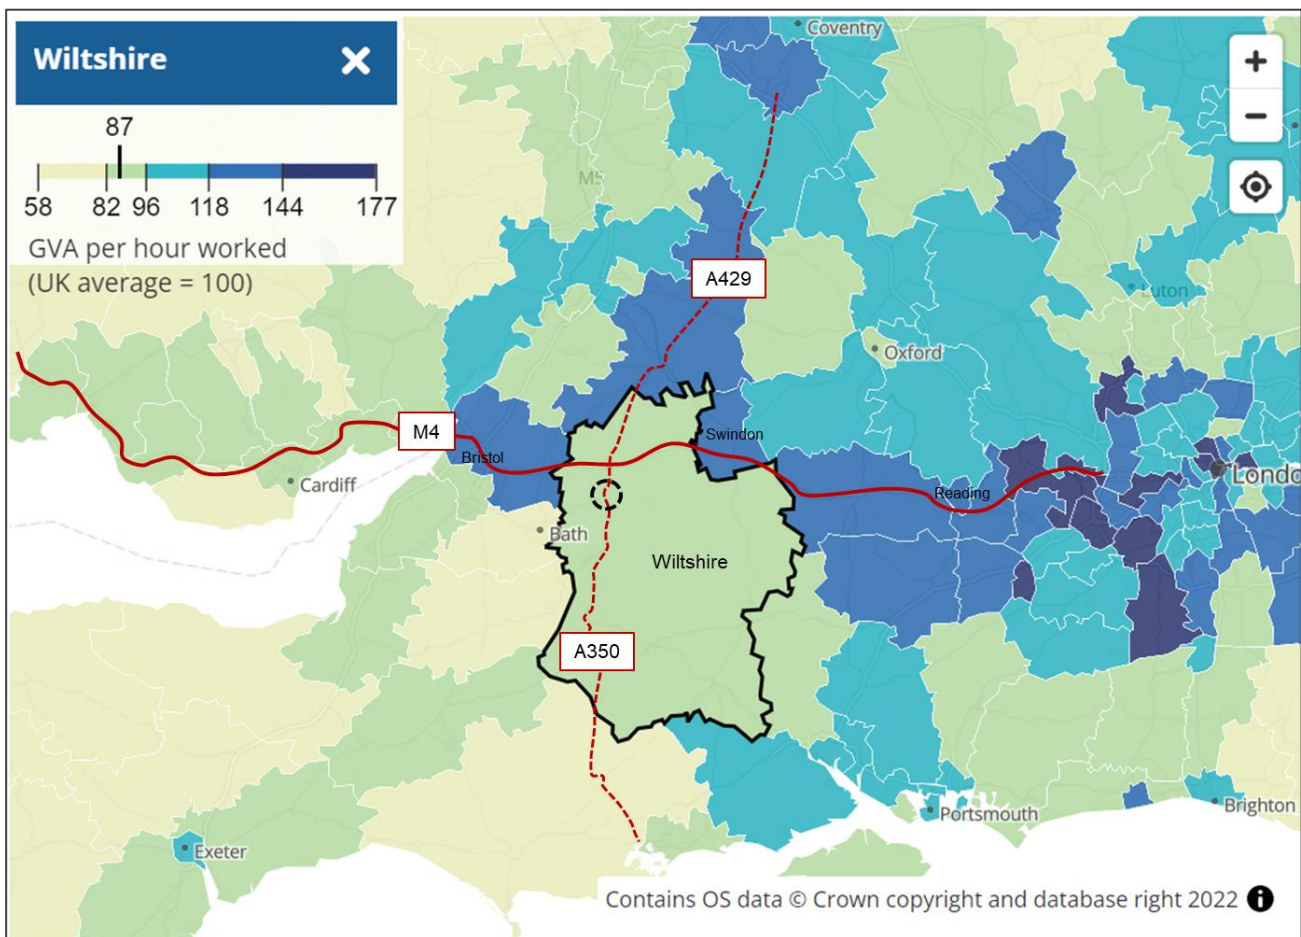 Wiltshire
87
58 82 96 118 144 177
GVA per hour worked
(UK average = 100)
Coventry
M5
A429
Luton
Oxford
M4
Swindon
Bristol
Londo
Reading
Cardiff
Bath
Wiltshire
A350
Portsmouth
Brighton
Exeter
Contains OS data © Crown copyright and database right 2022